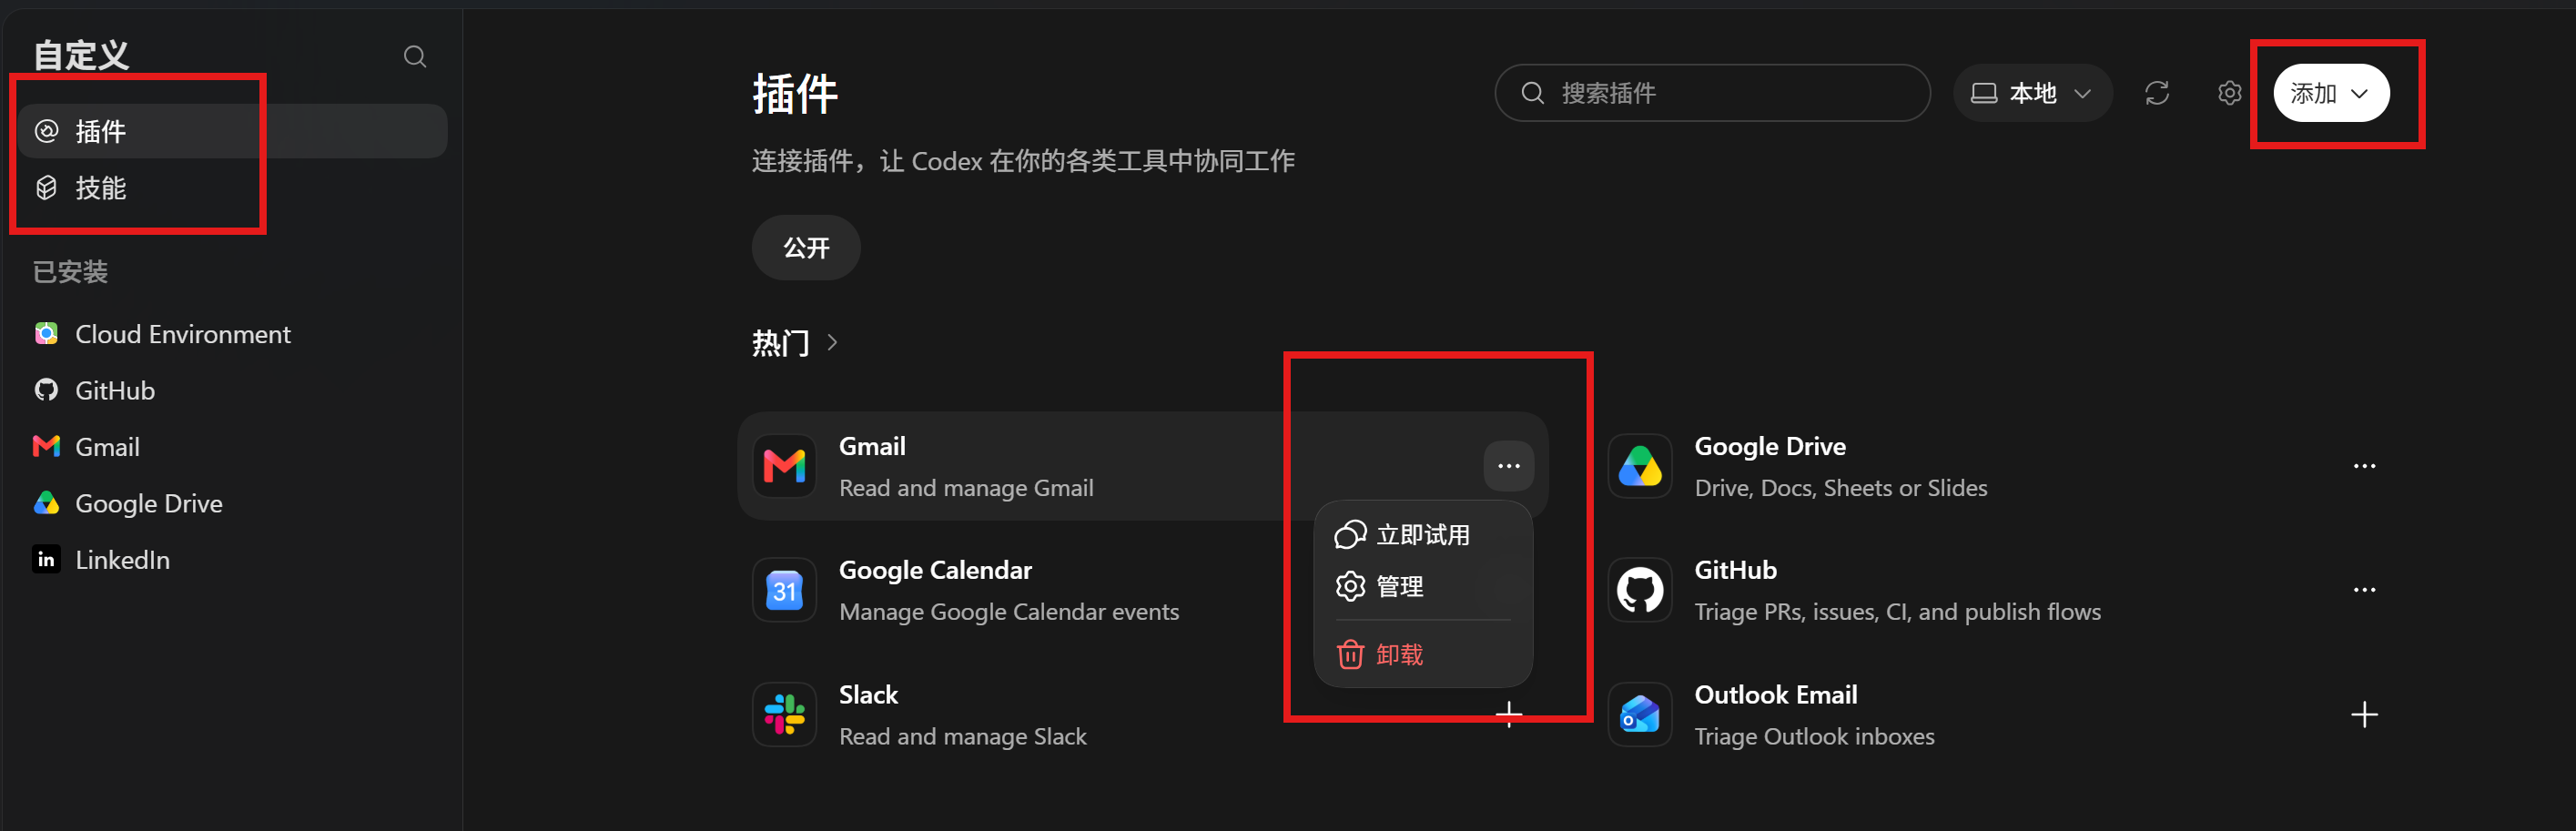 自定义
插件
技能
已安装
Cloud Environment
GitHub
Gmail
Google Drive
LinkedIn
插件
搜索插件
本地
添加
连接插件，让 Codex 在你的各类工具中协同工作
公开
热门
Gmail
Read and manage Gmail
Google Drive
Drive, Docs, Sheets or Slides
立即试用
管理
卸载
Google Calendar
Manage Google Calendar events
31
GitHub
Triage PRs, issues, CI, and publish flows
Slack
Read and manage Slack
Outlook Email
Triage Outlook inboxes